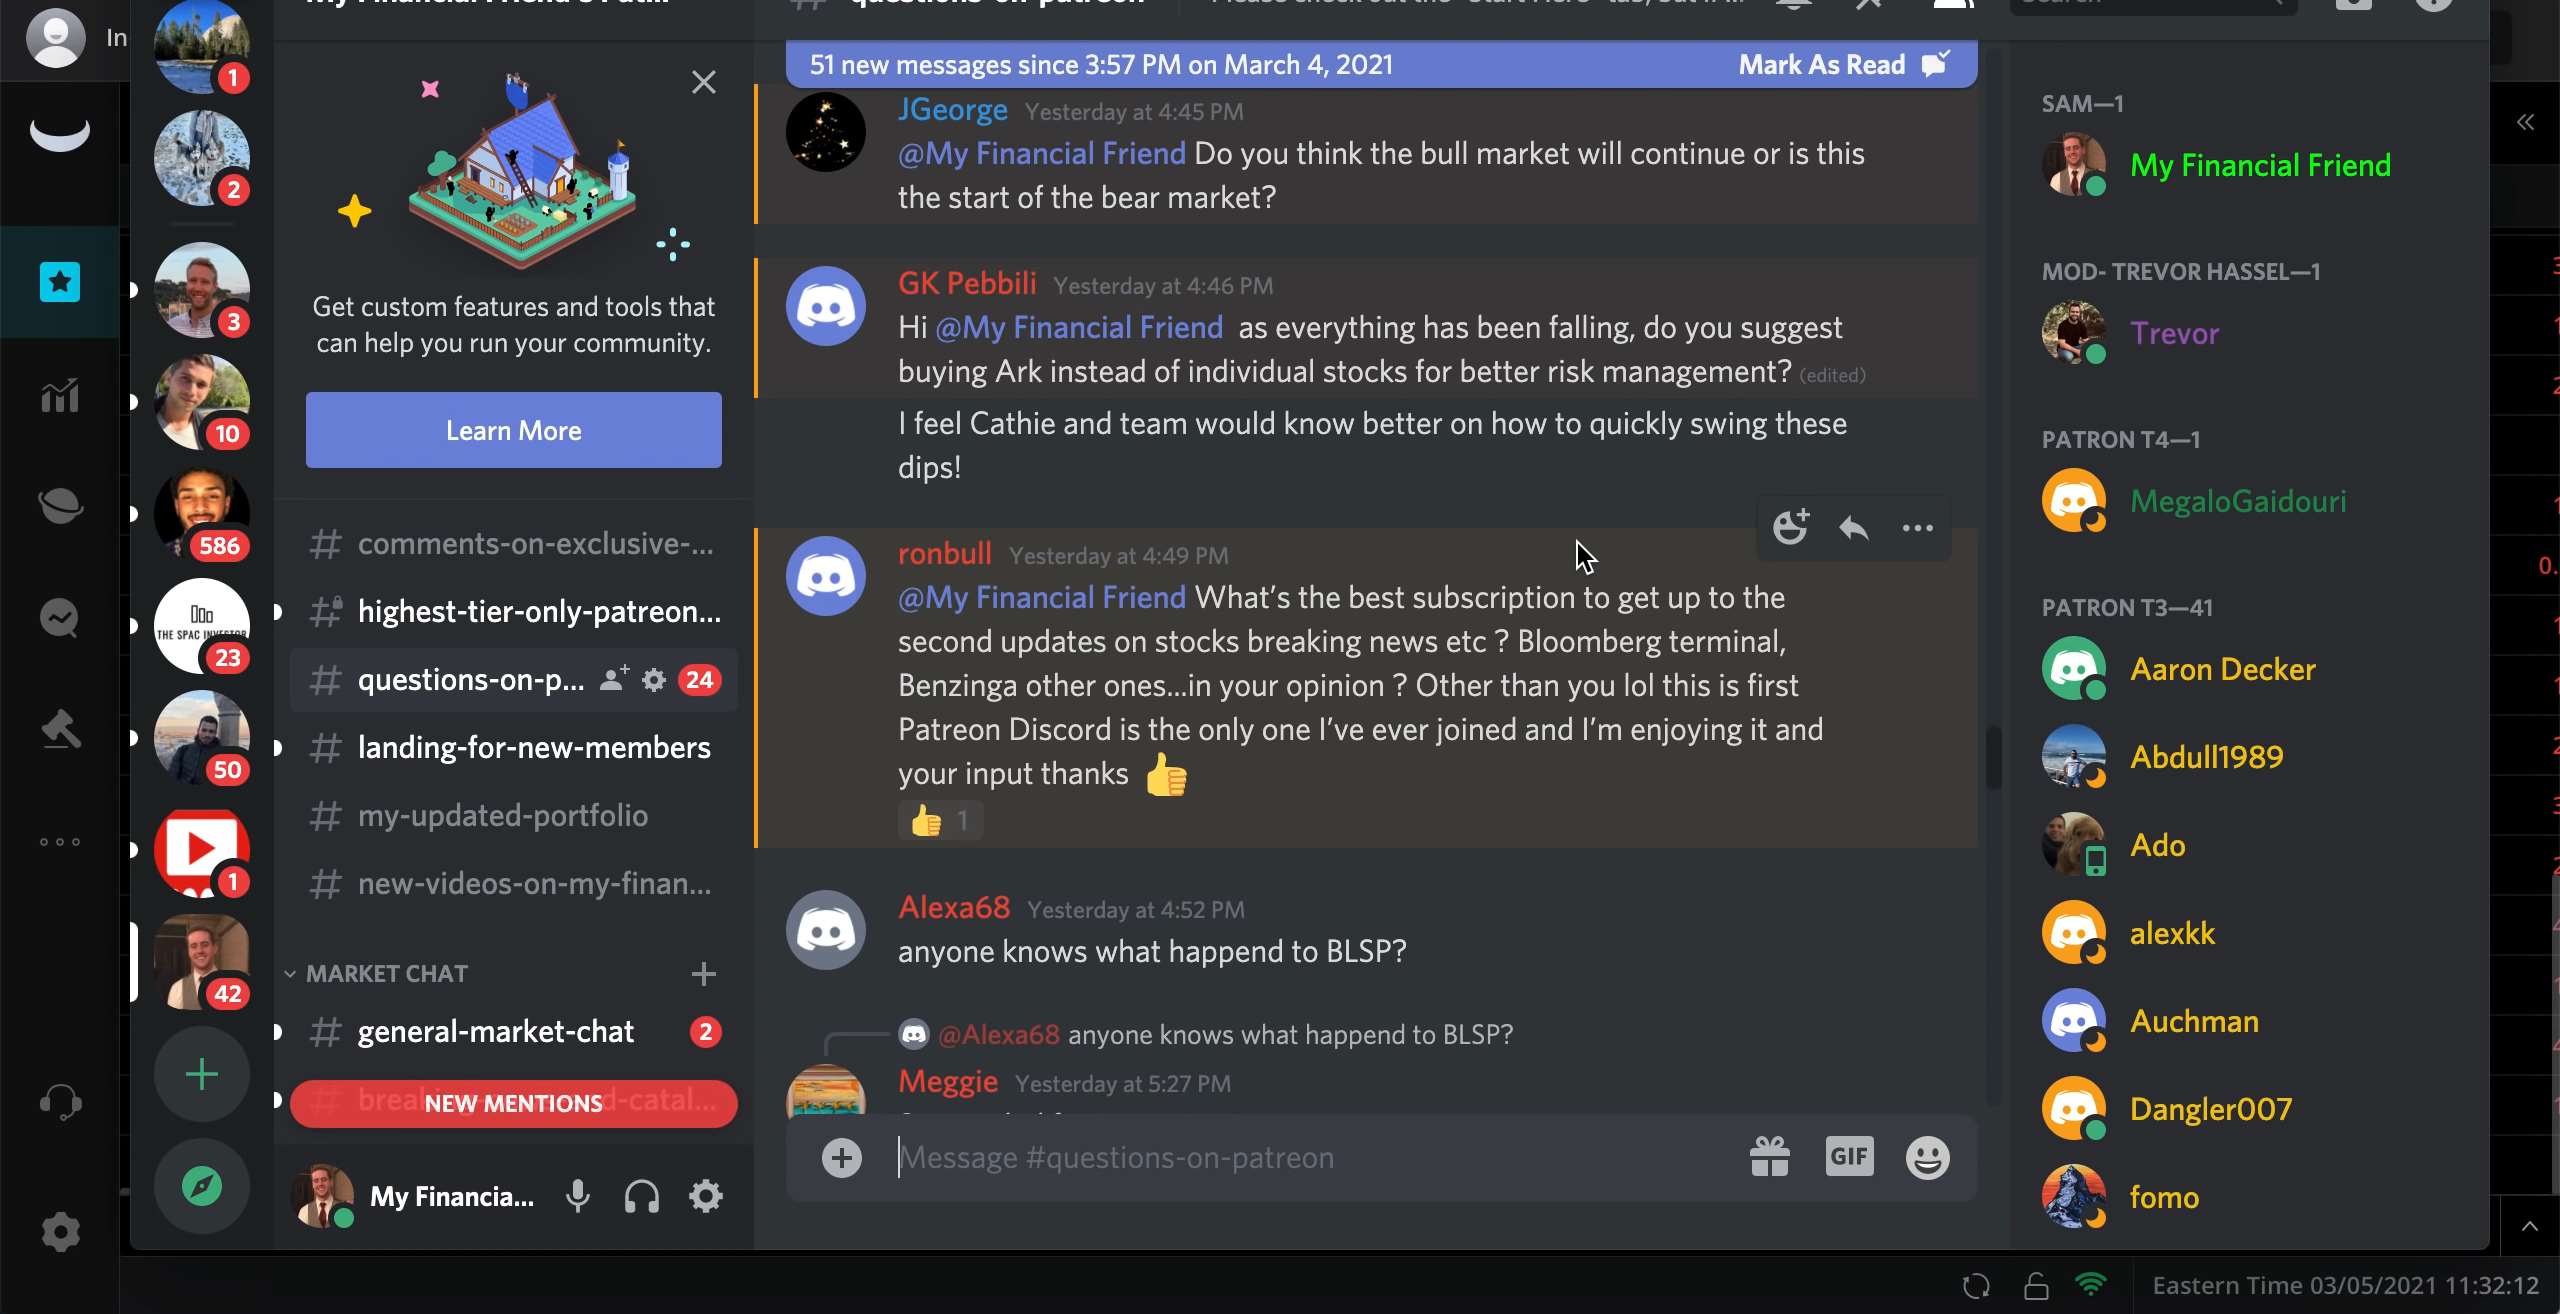 In
1
2
3
10
586
THE SPAC INVESTOR
23
50
1
42
Get custom features and tools that
can help you run your community.
Learn More
# comments-on-exclusive-...
# highest-tier-only-patreon...
# questions-on-p... 24
# landing-for-new-members
# my-updated-portfolio
# new-videos-on-my-finan...
MARKET CHAT
# general-market-chat 2
NEW MENTIONS
My Financia...
51 new messages since 3:57 PM on March 4, 2021 Mark As Read
JGeorge Yesterday at 4:45 PM
@My Financial Friend Do you think the bull market will continue or is this
the start of the bear market?
GK Pebbili Yesterday at 4:46 PM
Hi @My Financial Friend as everything has been falling, do you suggest
buying Ark instead of individual stocks for better risk management? (edited)
I feel Cathie and team would know better on how to quickly swing these
dips!
ronbull Yesterday at 4:49 PM
@My Financial Friend What's the best subscription to get up to the
second updates on stocks breaking news etc ? Bloomberg terminal,
Benzinga other ones...in your opinion ? Other than you lol this is first
Patreon Discord is the only one I've ever joined and I'm enjoying it and
your input thanks 👍
👍 1
Alexa68 Yesterday at 4:52 PM
anyone knows what happend to BLSP?
@Alexa68 anyone knows what happend to BLSP?
Meggie Yesterday at 5:27 PM
Message #questions-on-patreon
GIF
SAM—1
My Financial Friend
MOD- TREVOR HASSEL—1
Trevor
PATRON T4—1
MegaloGaidouri
PATRON T3—41
Aaron Decker
Abdull1989
Ado
alexkk
Auchman
Dangler007
fomo
0.
Eastern Time 03/05/2021 11:32:12